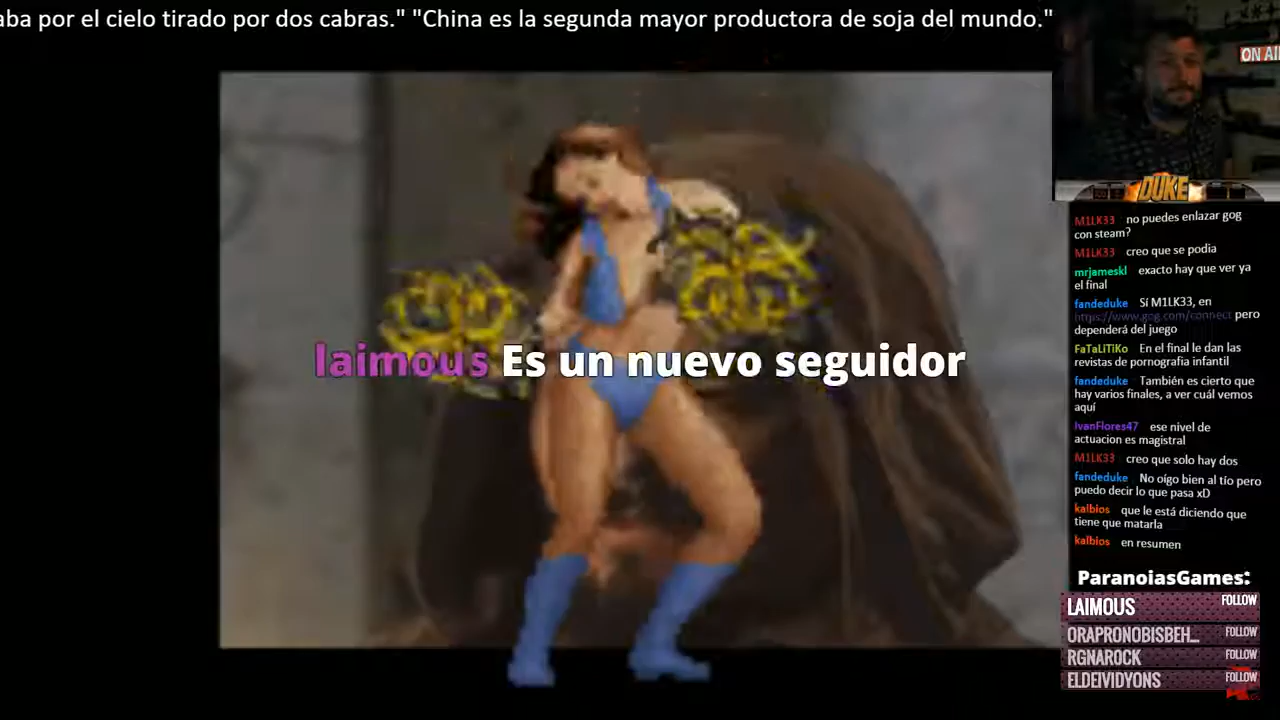 aba por el cielo tirado por dos cabras." "China es la segunda mayor productora de soja del mundo."
ON AI
DUKE
laimous Es un nuevo seguidor
M1LK33 no puedes enlazar gog
con steam?
M1LK33 creo que se podia
mrjameskl exacto hay que ver ya
el final
fandeduke Sí M1LK33, en
https://www.gog.com/connect pero
dependerá del juego
FaTaLiTiKo En el final le dan las
revistas de pornografia infantil
fandeduke También es cierto que
hay varios finales, a ver cuál vemos
aquí
IvanFlores47 ese nivel de
actuacion es magistral
M1LK33 creo que solo hay dos
fandeduke No oígo bien al tío pero
puedo decir lo que pasa xD
kalbios que le está diciendo que
tiene que matarla
kalbios en resumen
ParanoiasGames:
LAIMOUS FOLLOW
ORAPRONOBISBEH... FOLLOW
RGNAROCK FOLLOW
ELDEIVIDYONS FOLLOW